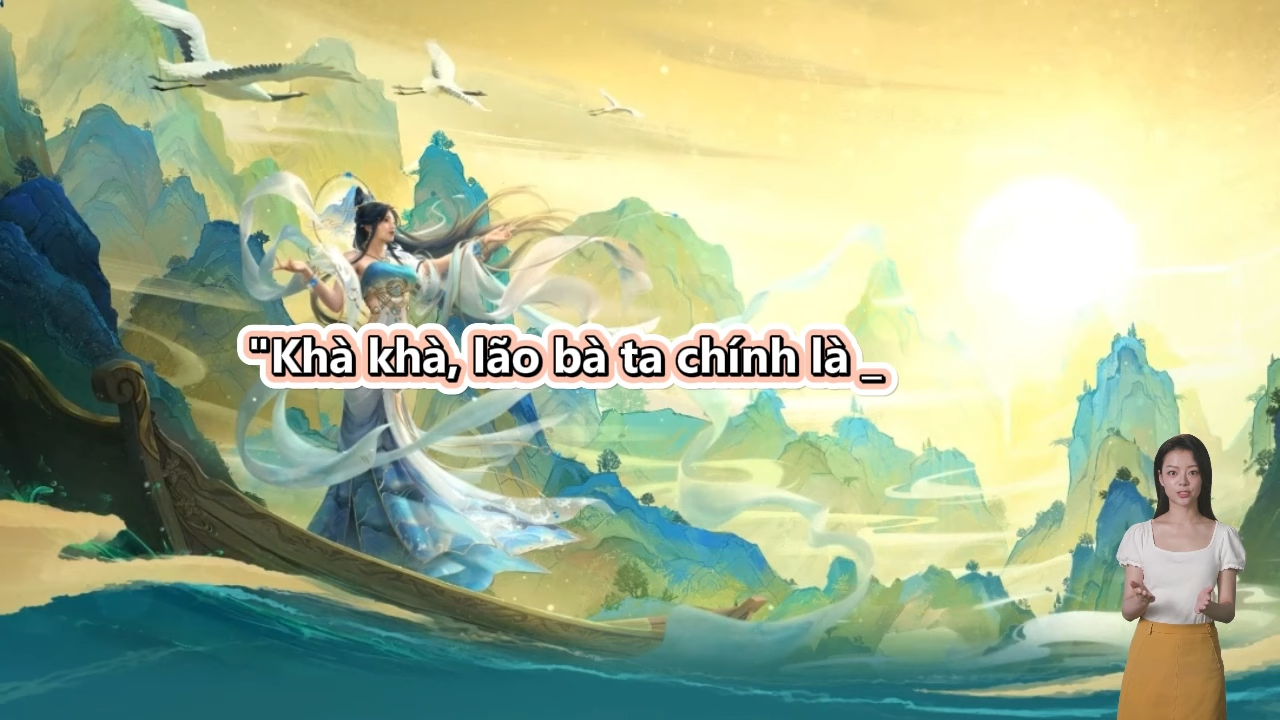 "Khà khà, lão bà ta chính là _